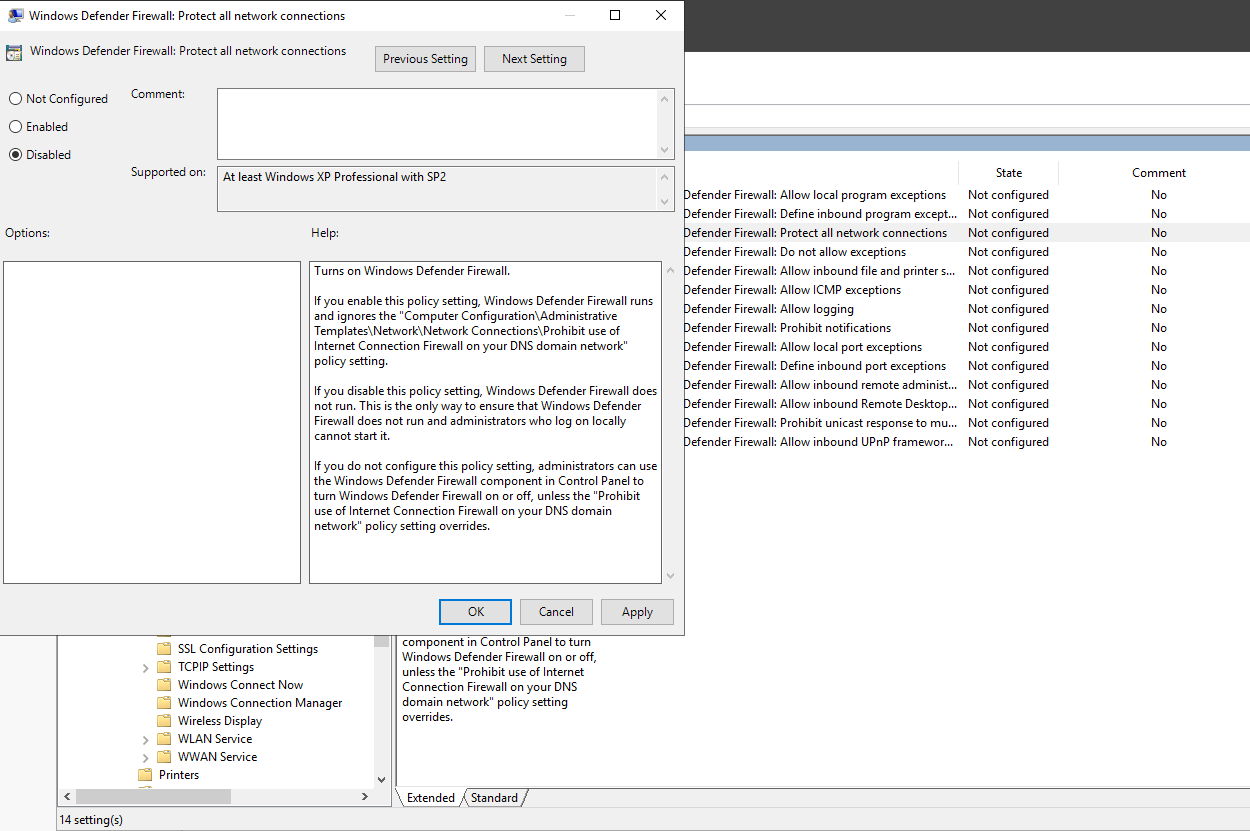 Windows Defender Firewall: Protect all network connections
Windows Defender Firewall: Protect all network connections
Previous Setting
Next Setting
Not Configured
Enabled
Disabled
Comment:
Supported on:
At least Windows XP Professional with SP2
Options:
Help:
Turns on Windows Defender Firewall.
If you enable this policy setting, Windows Defender Firewall runs
and ignores the "Computer Configuration\Administrative
Templates\Network\Network Connections\Prohibit use of
Internet Connection Firewall on your DNS domain network"
policy setting.
If you disable this policy setting, Windows Defender Firewall does
not run. This is the only way to ensure that Windows Defender
Firewall does not run and administrators who log on locally
cannot start it.
If you do not configure this policy setting, administrators can use
the Windows Defender Firewall component in Control Panel to
turn Windows Defender Firewall on or off, unless the "Prohibit
use of Internet Connection Firewall on your DNS domain
network" policy setting overrides.
OK
Cancel
Apply
State
Comment
Defender Firewall: Allow local program exceptions Not configured No
Defender Firewall: Define inbound program except... Not configured No
Defender Firewall: Protect all network connections Not configured No
Defender Firewall: Do not allow exceptions Not configured No
Defender Firewall: Allow inbound file and printer s... Not configured No
Defender Firewall: Allow ICMP exceptions Not configured No
Defender Firewall: Allow logging Not configured No
Defender Firewall: Prohibit notifications Not configured No
Defender Firewall: Allow local port exceptions Not configured No
Defender Firewall: Define inbound port exceptions Not configured No
Defender Firewall: Allow inbound remote administ... Not configured No
Defender Firewall: Allow inbound Remote Desktop... Not configured No
Defender Firewall: Prohibit unicast response to mu... Not configured No
Defender Firewall: Allow inbound UPnP framewor... Not configured No
SSL Configuration Settings
TCPIP Settings
Windows Connect Now
Windows Connection Manager
Wireless Display
WLAN Service
WWAN Service
Printers
component in Control Panel to turn
Windows Defender Firewall on or off,
unless the "Prohibit use of Internet
Connection Firewall on your DNS
domain network" policy setting
overrides.
Extended
Standard
14 setting(s)